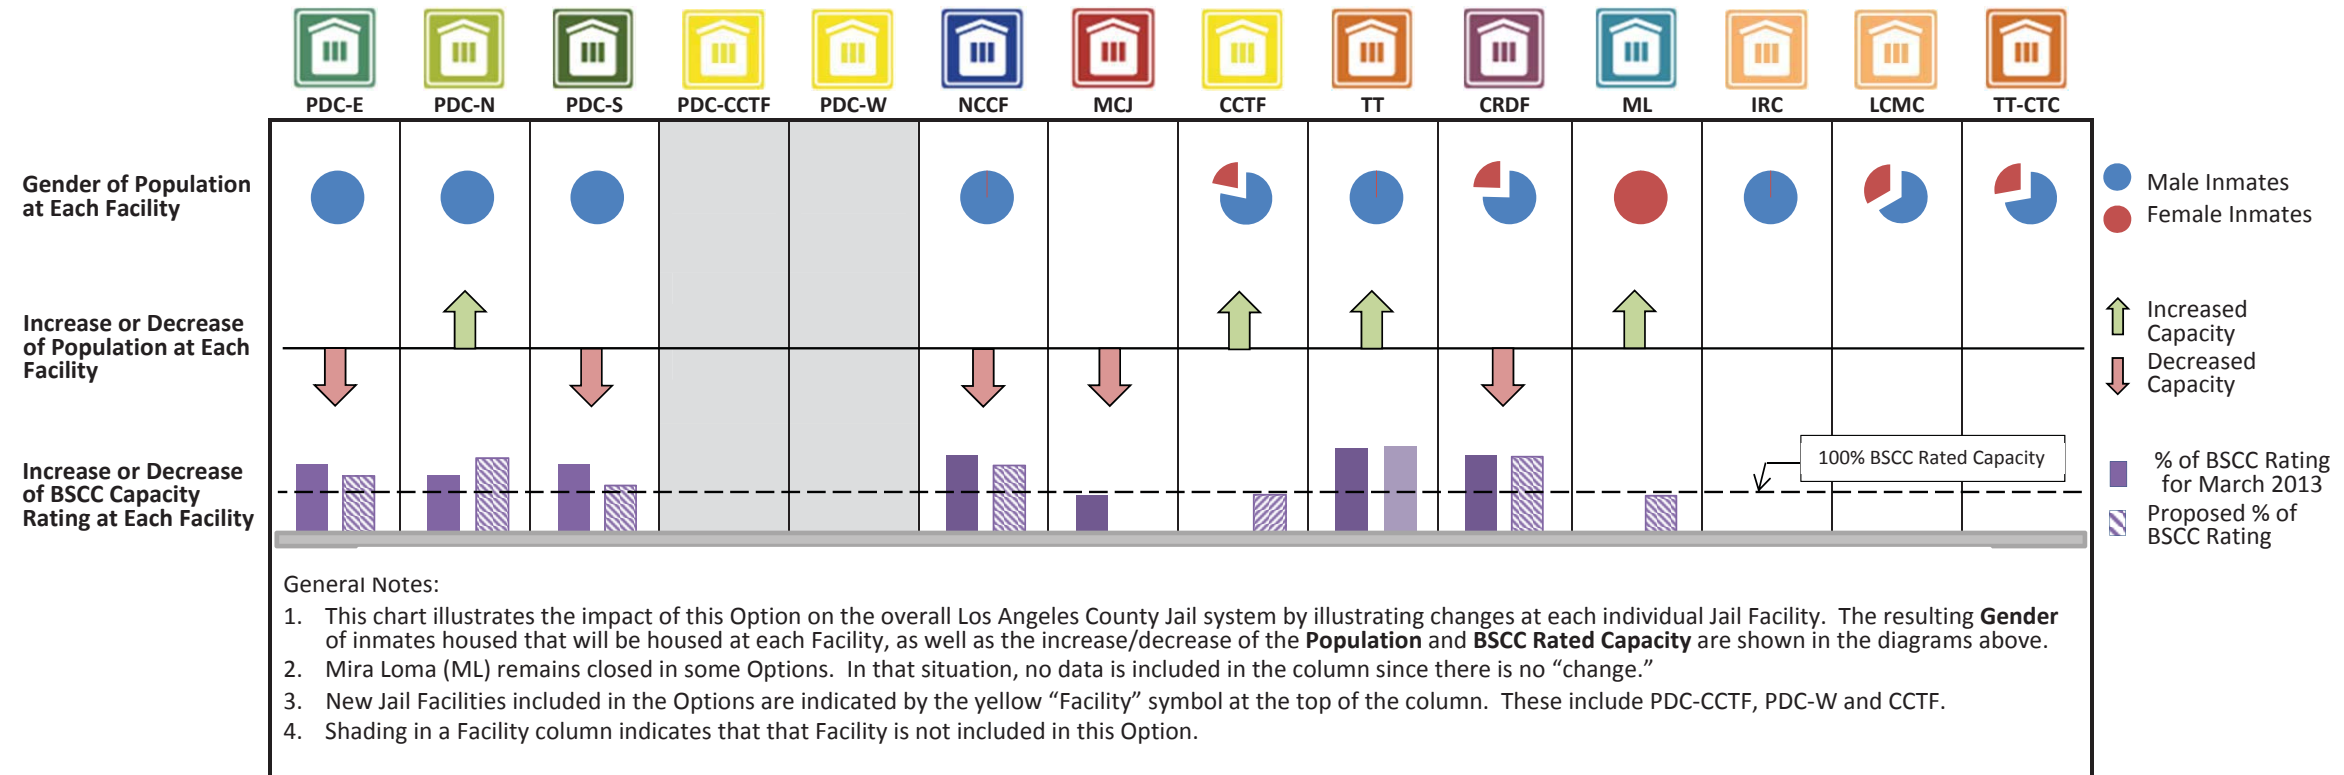 PDC-E PDC-N PDC-S PDC-CCTF PDC-W NCCF MCJ CCTF TT CRDF ML IRC LCMC TT-CTC
Gender of Population
at Each Facility
Male Inmates
Female Inmates
Increase or Decrease
of Population at Each
Facility
Increased
Capacity
Decreased
Capacity
Increase or Decrease
of BSCC Capacity
Rating at Each Facility
100% BSCC Rated Capacity
% of BSCC Rating
for March 2013
Proposed % of
BSCC Rating
General Notes:
1. This chart illustrates the impact of this Option on the overall Los Angeles County Jail system by illustrating changes at each individual Jail Facility. The resulting Gender
of inmates housed that will be housed at each Facility, as well as the increase/decrease of the Population and BSCC Rated Capacity are shown in the diagrams above.
2. Mira Loma (ML) remains closed in some Options. In that situation, no data is included in the column since there is no “change.”
3. New Jail Facilities included in the Options are indicated by the yellow “Facility” symbol at the top of the column. These include PDC-CCTF, PDC-W and CCTF.
4. Shading in a Facility column indicates that that Facility is not included in this Option.